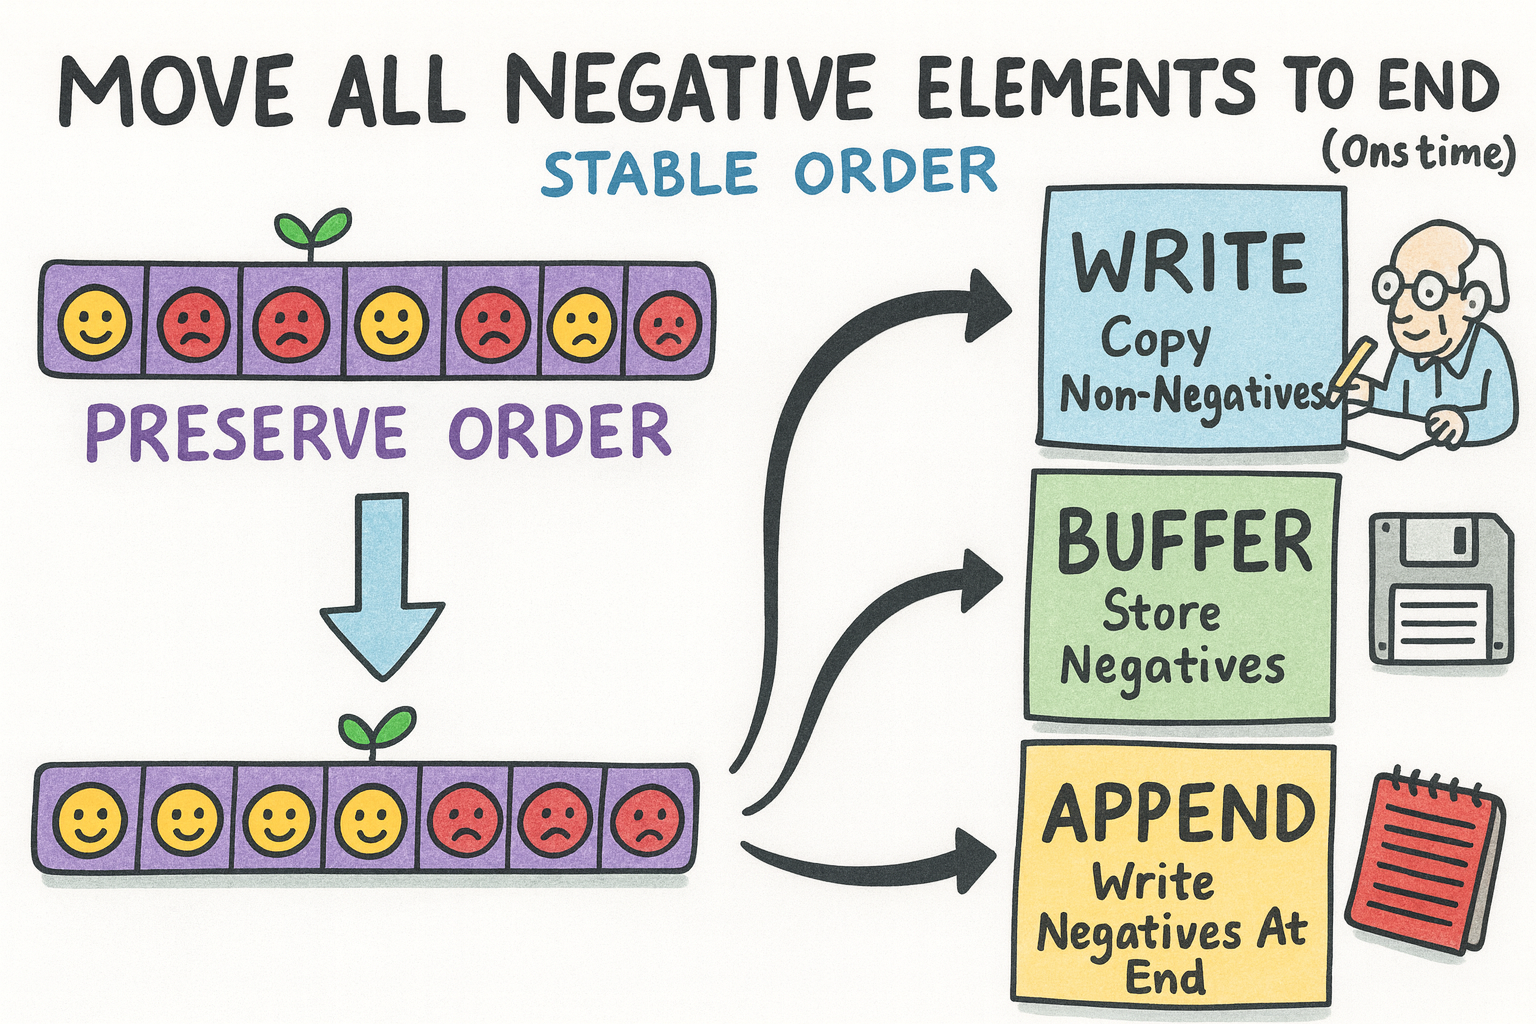 MOVE ALL NEGATIVE ELEMENTS TO END
(Ons time)
STABLE ORDER
PRESERVE ORDER
WRITE
Copy
Non-Negatives
BUFFER
Store
Negatives
APPEND
Write
Negatives At
End